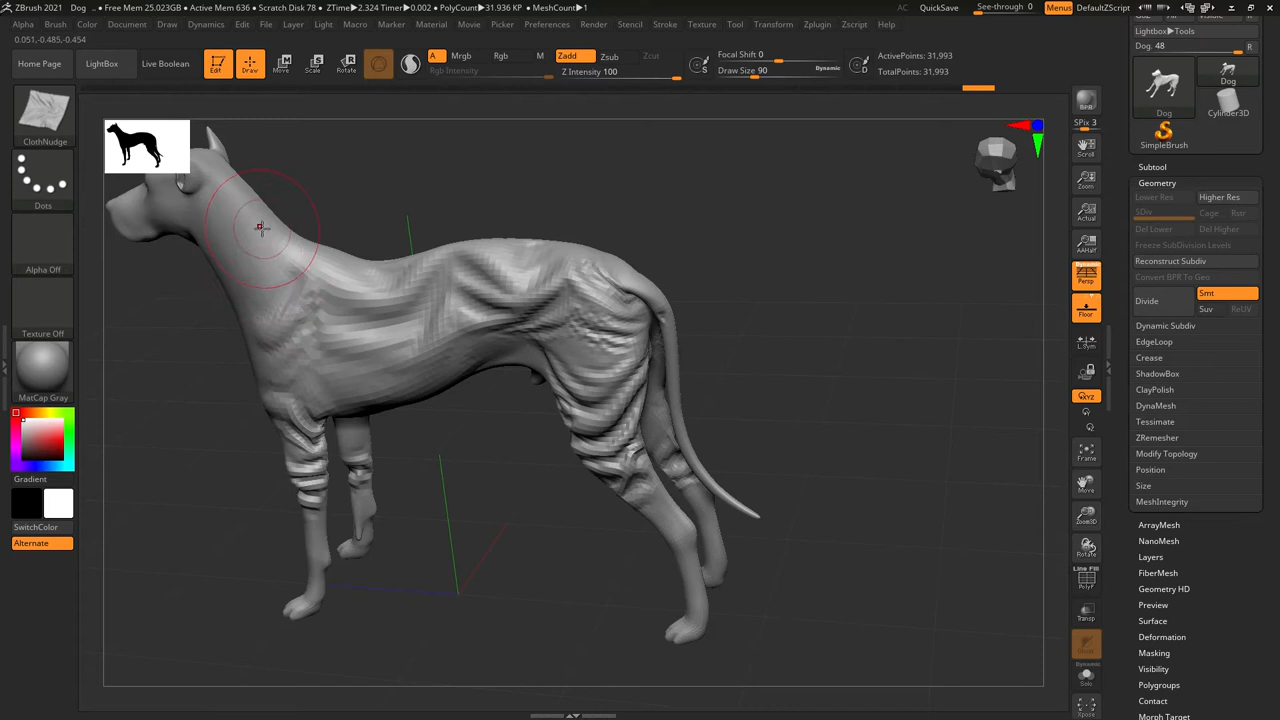 ZBrush 2021 Dog • Free Mem 25.023GB • Active Mem 636 • Scratch Disk 78 • ZTime▶2.324 Timer▶0.002 • PolyCount▶31.936 KP • MeshCount▶1
AC QuickSave See-through 0 Menus DefaultZScript
Alpha Brush Color Document Draw Dynamics Edit File Layer Light Macro Marker Material Movie Picker Preferences Render Stencil Stroke Texture Tool Transform Zplugin Zscript Help
0.051,-0.485,-0.454
Home Page LightBox Live Boolean Edit Draw Move Scale Rotate
A Mrgb Rgb M Zadd Zsub Zcut
Rgb Intensity Z Intensity 100
Focal Shift 0
Draw Size 90 Dynamic
S D
ActivePoints: 31,993
TotalPoints: 31,993
ClothNudge
Dots
Alpha Off
Texture Off
MatCap Gray
Gradient
SwitchColor
Alternate
BPR
SPix 3
Scroll
Zoom
Actual
AAHalf
Dynamic
Persp
Floor
L.Sym
XYZ
Frame
Move
Zoom3D
Rotate
Line Fill
PolyF
Transp
Dynamic
Solo
Xpose
Lightbox▶Tools
Dog. 48 R
Dog
Dog
Cylinder3D
SimpleBrush
Subtool
Geometry
Lower Res Higher Res
SDiv Cage Rstr
Del Lower Del Higher
Freeze SubDivision Levels
Reconstruct Subdiv
Convert BPR To Geo
Divide Smt
Suv ReUV
Dynamic Subdiv
EdgeLoop
Crease
ShadowBox
ClayPolish
DynaMesh
Tessimate
ZRemesher
Modify Topology
Position
Size
MeshIntegrity
ArrayMesh
NanoMesh
Layers
FiberMesh
Geometry HD
Preview
Surface
Deformation
Masking
Visibility
Polygroups
Contact
Morph Target